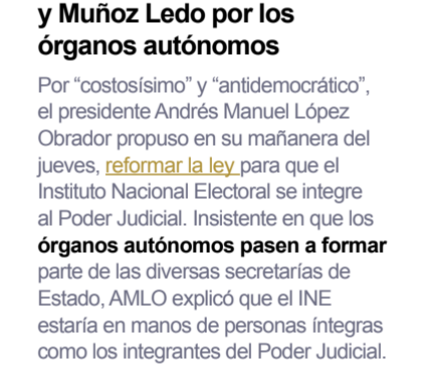 y Muñoz Ledo por los
órganos autónomos
Por “costosísimo” y “antidemocrático”,
el presidente Andrés Manuel López
Obrador propuso en su mañanera del
jueves, reformar la ley para que el
Instituto Nacional Electoral se integre
al Poder Judicial. Insistente en que los
órganos autónomos pasen a formar
parte de las diversas secretarías de
Estado, AMLO explicó que el INE
estaría en manos de personas íntegras
como los integrantes del Poder Judicial.